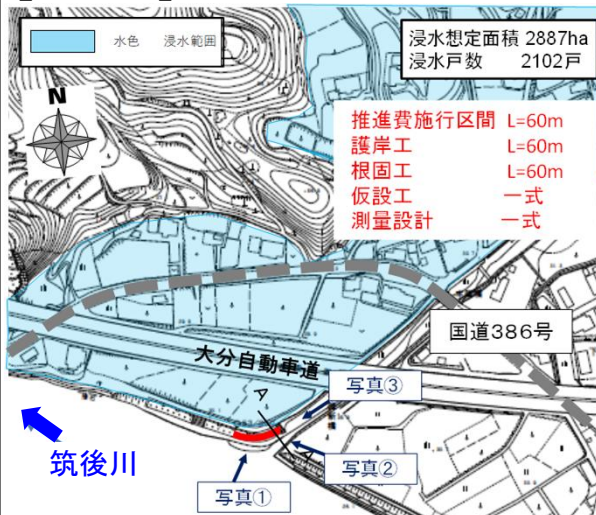 水色 浸水範囲
浸水想定面積 2887ha
浸水戸数 2102戸
N
推進費施行区間 L=60m
護岸工 L=60m
根固工 L=60m
仮設工 一式
測量設計 一式
国道386号
大分自動車道
A
写真③
写真②
写真①
筑後川